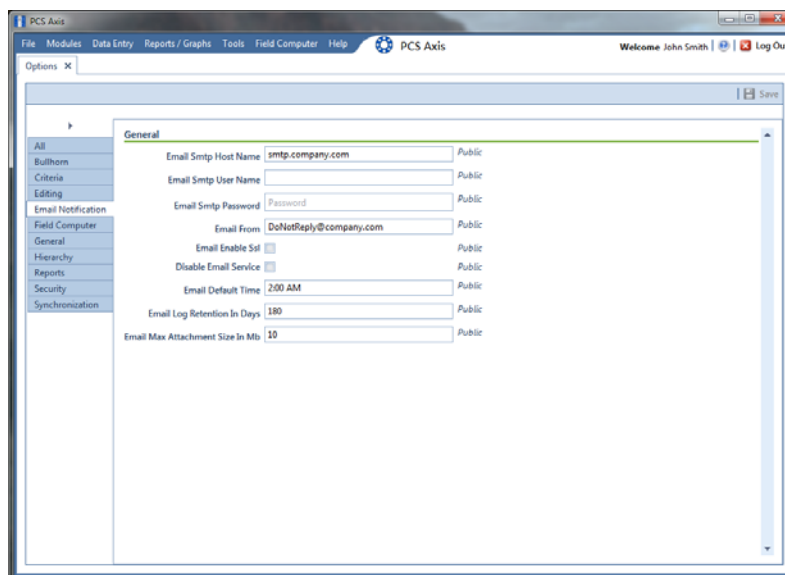 PCS Axis
File Modules Data Entry Reports / Graphs Tools Field Computer Help PCS Axis Welcome John Smith Log Ou
Options
Save
General
All
Bullhorn
Criteria
Editing
Email Notification
Field Computer
General
Hierarchy
Reports
Security
Synchronization
Email Smtp Host Name smtp.company.com Public
Email Smtp User Name Public
Email Smtp Password Password Public
Email From DoNotReply@company.com Public
Email Enable Ssl Public
Disable Email Service Public
Email Default Time 2:00 AM Public
Email Log Retention In Days 180 Public
Email Max Attachment Size In Mb 10 Public